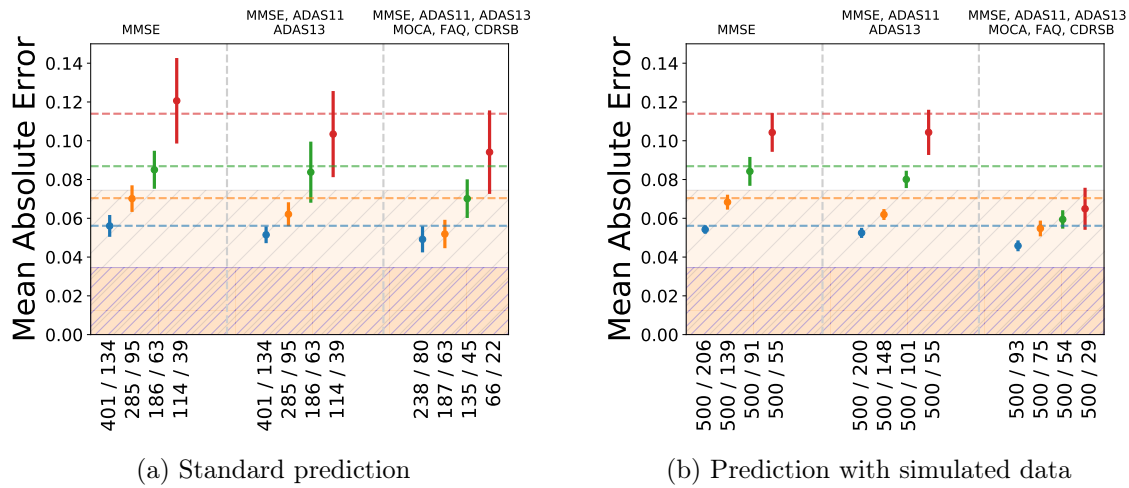 MMSE
MMSE, ADAS11
ADAS13
MMSE, ADAS11, ADAS13
MOCA, FAQ, CDRSB
Mean Absolute Error
0.14
0.12
0.10
0.08
0.06
0.04
0.02
0.00
401 / 134
285 / 95
186 / 63
114 / 39
401 / 134
285 / 95
186 / 63
114 / 39
238 / 80
187 / 63
135 / 45
66 / 22
(a) Standard prediction
MMSE
MMSE, ADAS11
ADAS13
MMSE, ADAS11, ADAS13
MOCA, FAQ, CDRSB
Mean Absolute Error
0.14
0.12
0.10
0.08
0.06
0.04
0.02
0.00
500 / 206
500 / 139
500 / 91
500 / 55
500 / 200
500 / 148
500 / 101
500 / 55
500 / 93
500 / 75
500 / 54
500 / 29
(b) Prediction with simulated data